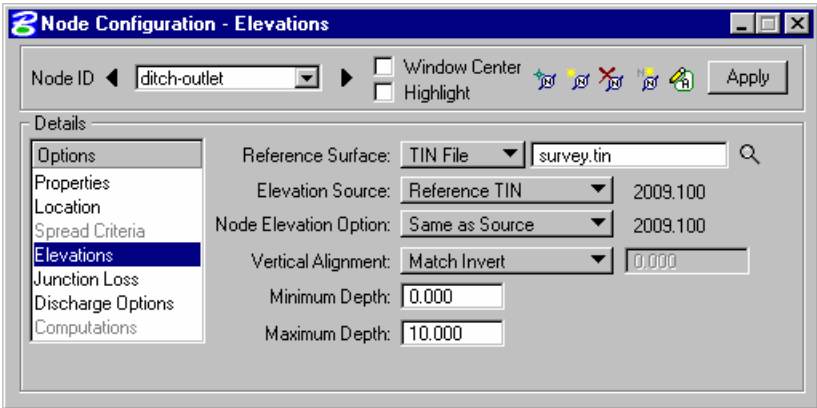 Node Configuration - Elevations
Node ID ditch-outlet Window Center Apply
Highlight
Details
Options
Properties
Location
Spread Criteria
Elevations
Junction Loss
Discharge Options
Computations
Reference Surface: TIN File survey.tin
Elevation Source: Reference TIN 2009.100
Node Elevation Option: Same as Source 2009.100
Vertical Alignment: Match Invert 0.000
Minimum Depth: 0.000
Maximum Depth: 10.000